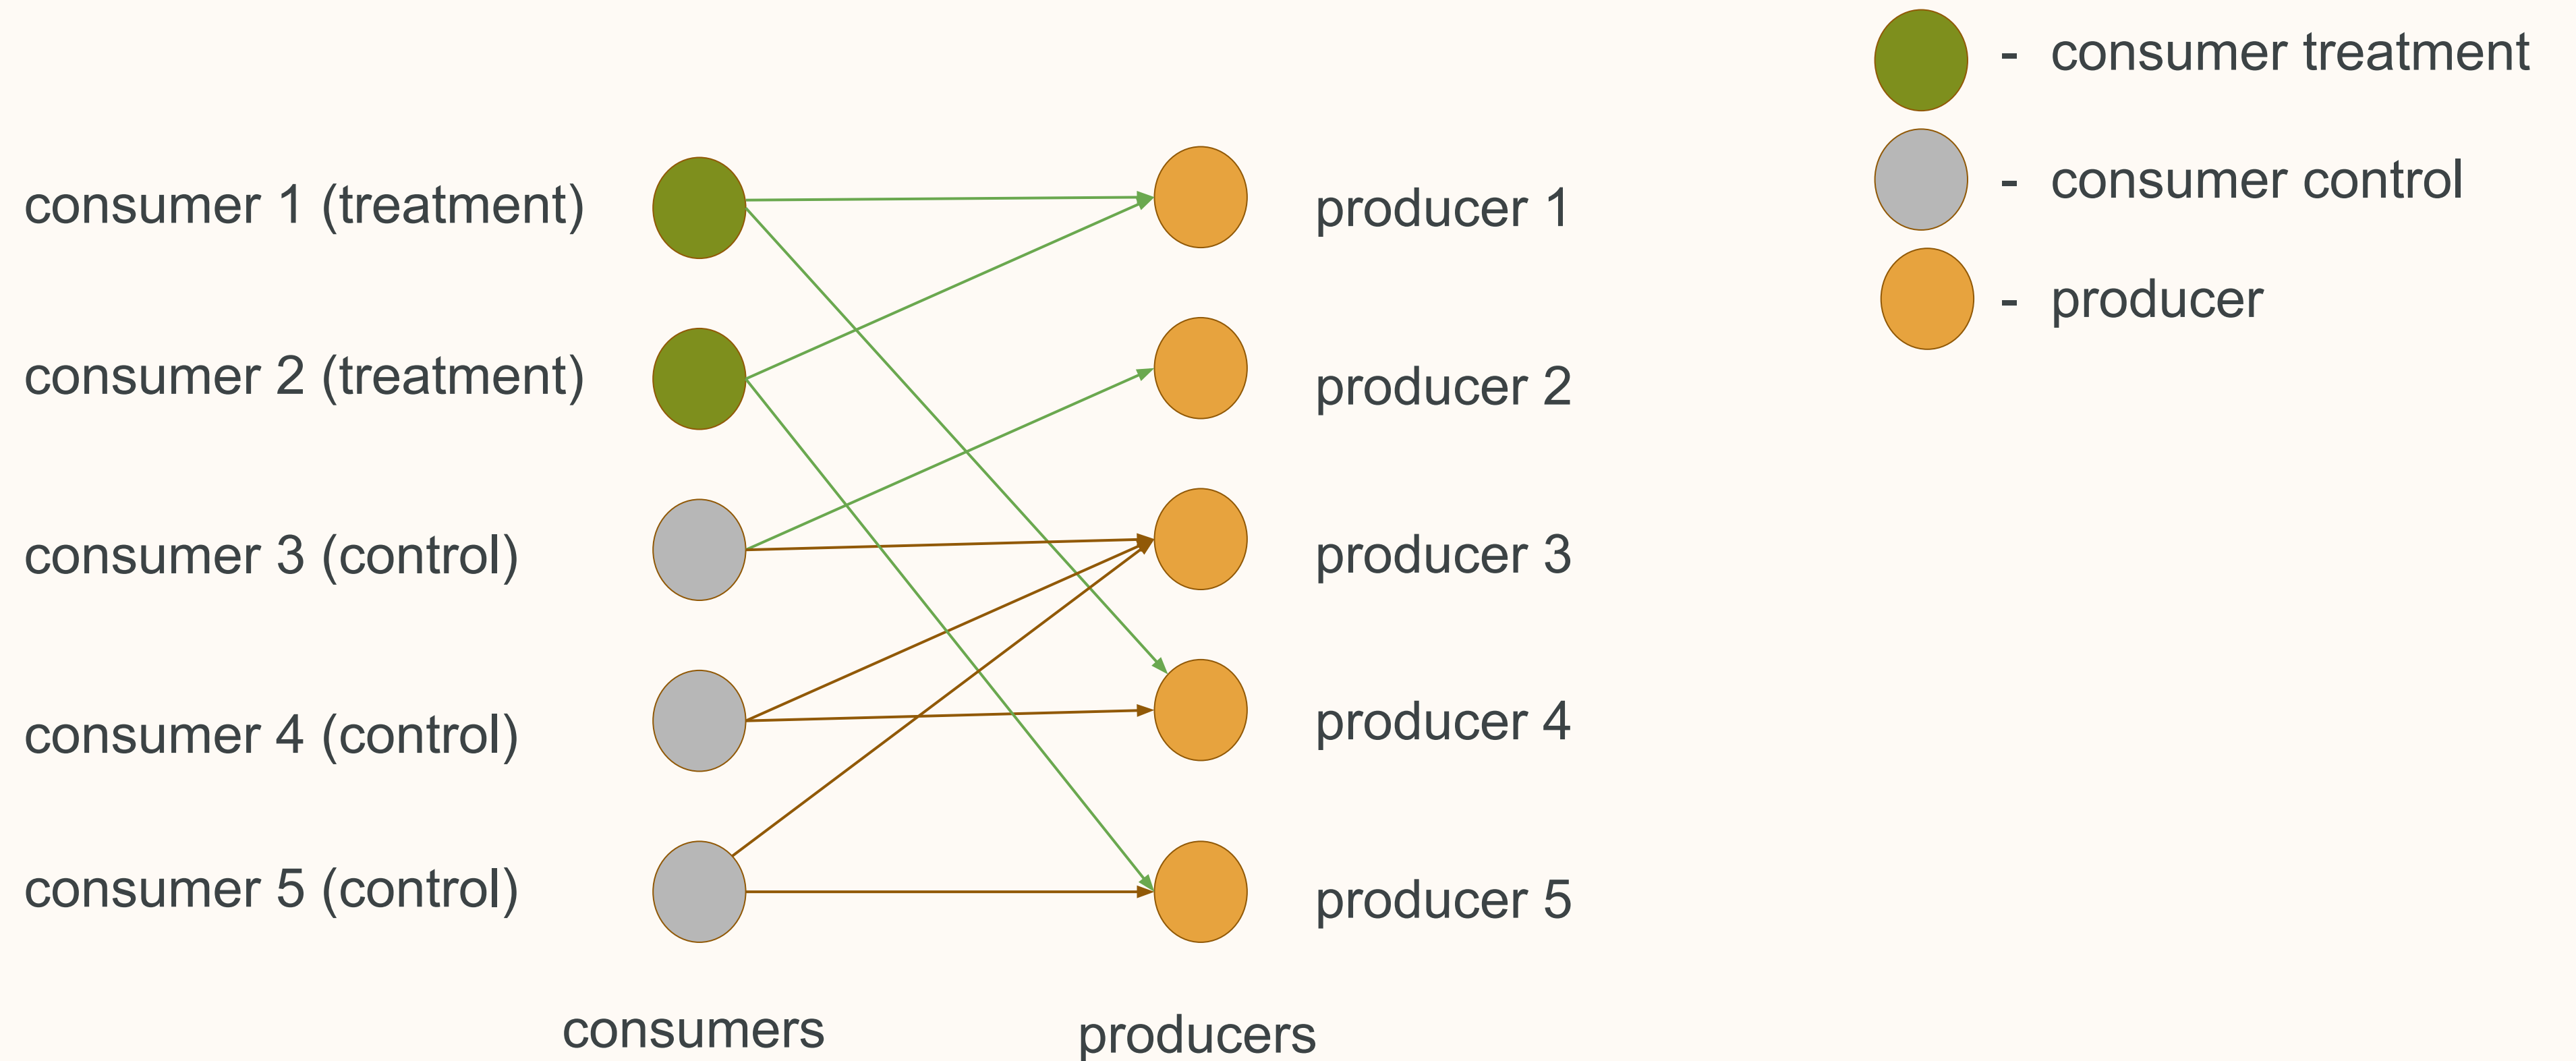 consumer 1 (treatment)
consumer 2 (treatment)
consumer 3 (control)
consumer 4 (control)
consumer 5 (control)
consumers
producer 1
producer 2
producer 3
producer 4
producer 5
producers
- consumer treatment
- consumer control
- producer